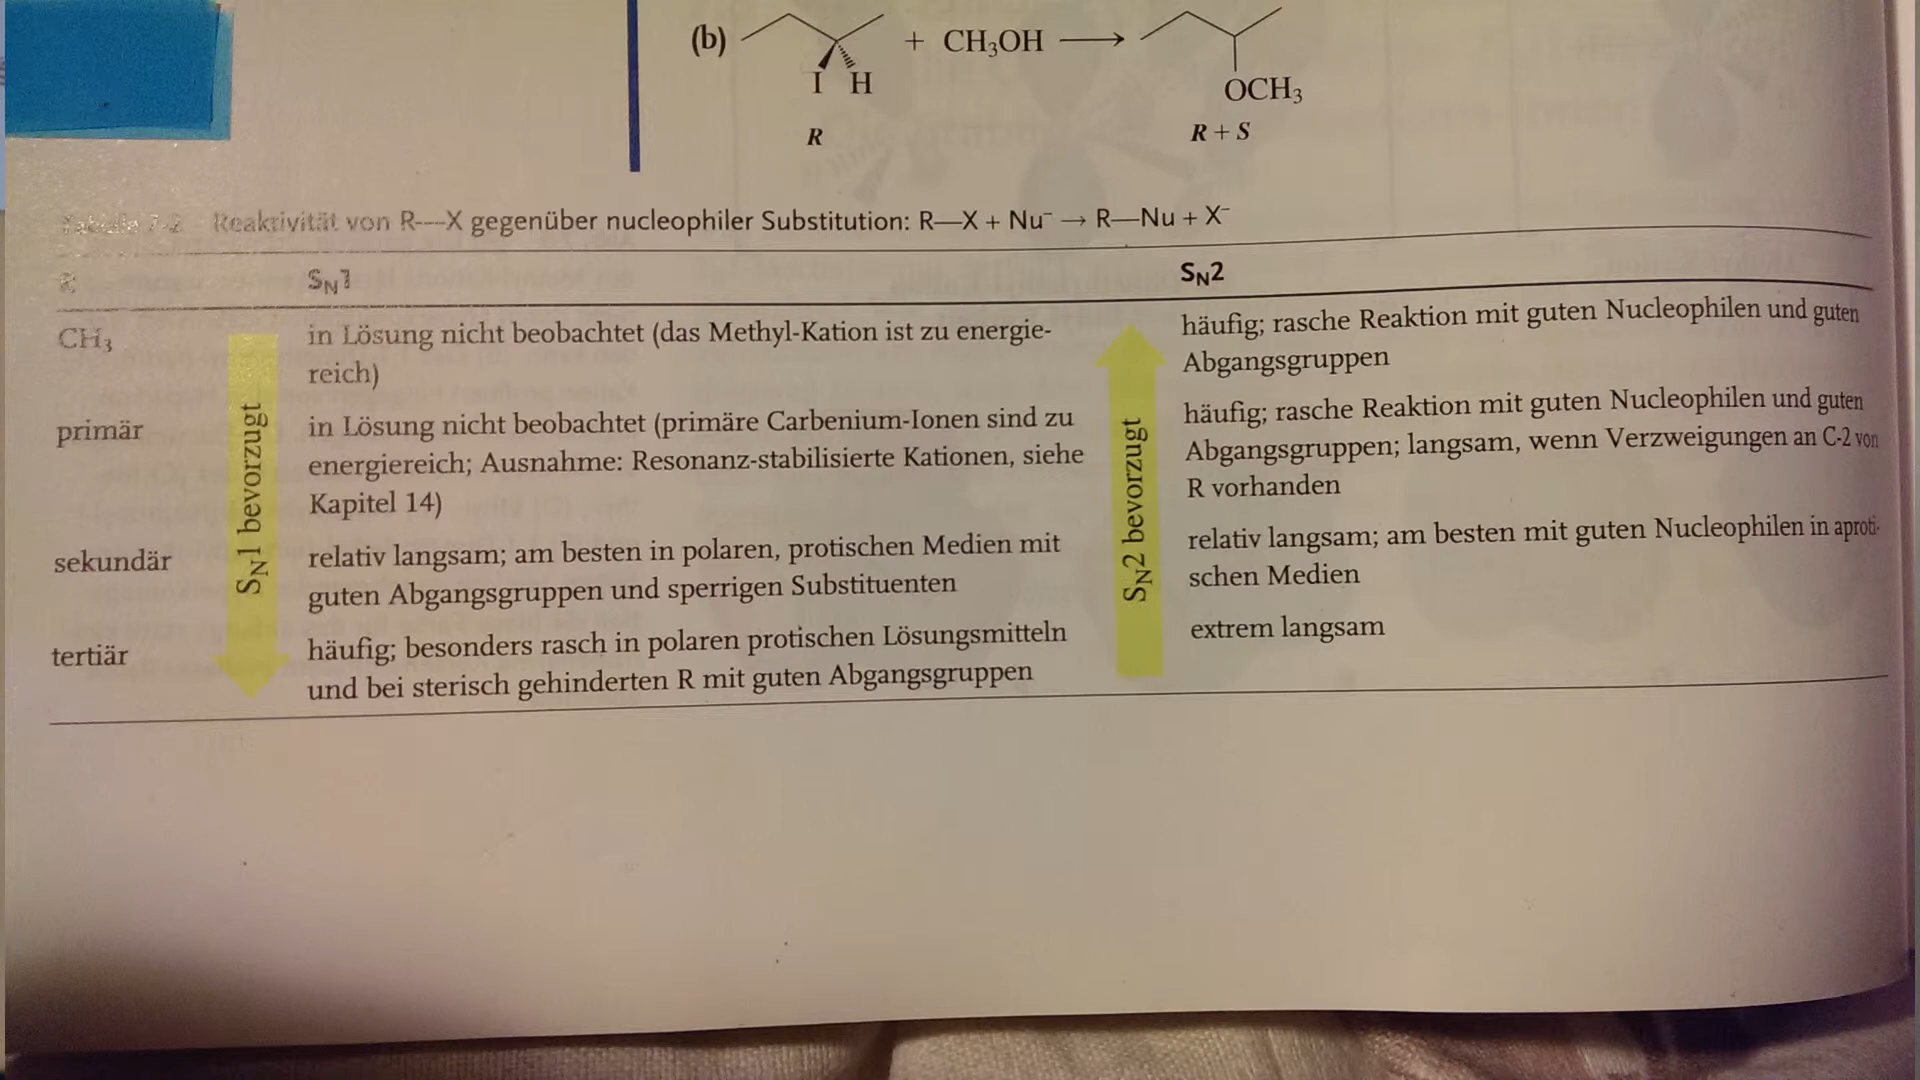 (b) + CH₃OH ⟶
I H
OCH₃
R R + S
Tabelle 7-2 Reaktivität von R—X gegenüber nucleophiler Substitution: R—X + Nu⁻ → R—Nu + X⁻
R SN1 SN2
CH₃
in Lösung nicht beobachtet (das Methyl-Kation ist zu energie-
reich)
häufig; rasche Reaktion mit guten Nucleophilen und guten
Abgangsgruppen
primär
in Lösung nicht beobachtet (primäre Carbenium-Ionen sind zu
energiereich; Ausnahme: Resonanz-stabilisierte Kationen, siehe
Kapitel 14)
häufig; rasche Reaktion mit guten Nucleophilen und guten
Abgangsgruppen; langsam, wenn Verzweigungen an C-2 von
R vorhanden
sekundär
relativ langsam; am besten in polaren, protischen Medien mit
guten Abgangsgruppen und sperrigen Substituenten
relativ langsam; am besten mit guten Nucleophilen in aproti-
schen Medien
tertiär
häufig; besonders rasch in polaren protischen Lösungsmitteln
und bei sterisch gehinderten R mit guten Abgangsgruppen
extrem langsam
SN1 bevorzugt
SN2 bevorzugt